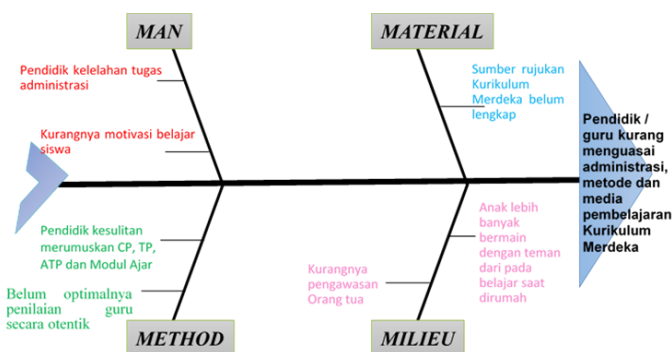 MAN
MATERIAL
Pendidik kelelahan tugas
administrasi
Kurangnya motivasi belajar
siswa
Sumber rujukan
Kurikulum
Merdeka belum
lengkap
Pendidik /
guru kurang
menguasai
administrasi,
metode dan
media
pembelajaran
Kurikulum
Merdeka
Pendidik kesulitan
merumuskan CP, TP,
ATP dan Modul Ajar
Belum optimalnya
penilaian guru
secara otentik
Kurangnya
pengawasan
Orang tua
Anak lebih
banyak
bermain
dengan teman
dari pada
belajar saat
dirumah
METHOD
MILIEU